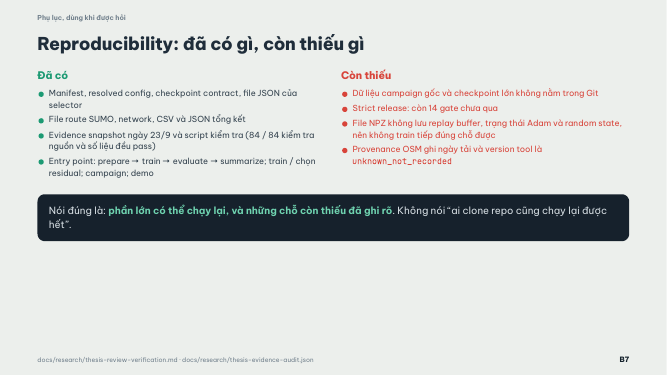 Phụ lục, dùng khi được hỏi
Reproducibility: đã có gì, còn thiếu gì
Đã có
Manifest, resolved config, checkpoint contract, file JSON của
selector
File route SUMO, network, CSV và JSON tổng kết
Evidence snapshot ngày 23/9 và script kiểm tra (84 / 84 kiểm tra
nguồn và số liệu đều pass)
Entry point: prepare → train → evaluate → summarize; train / chọn
residual; campaign; demo
Còn thiếu
Dữ liệu campaign gốc và checkpoint lớn không nằm trong Git
Strict release: còn 14 gate chưa qua
File NPZ không lưu replay buffer, trạng thái Adam và random state,
nên không train tiếp đúng chỗ được
Provenance OSM ghi ngày tải và version tool là
unknown_not_recorded
Nói đúng là: phần lớn có thể chạy lại, và những chỗ còn thiếu đã ghi rõ. Không nói “ai clone repo cũng chạy lại được
hết”.
docs/research/thesis-review-verification.md · docs/research/thesis-evidence-audit.json
B7